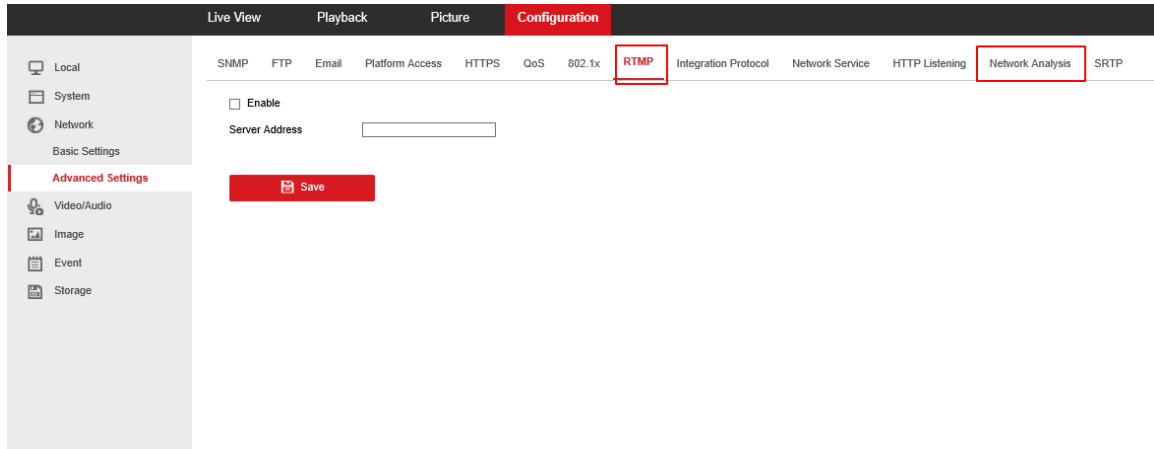 Live View Playback Picture Configuration
Local
System
Network
Basic Settings
Advanced Settings
Video/Audio
Image
Event
Storage
SNMP FTP Email Platform Access HTTPS QoS 802.1x RTMP Integration Protocol Network Service HTTP Listening Network Analysis SRTP
Enable
Server Address
Save